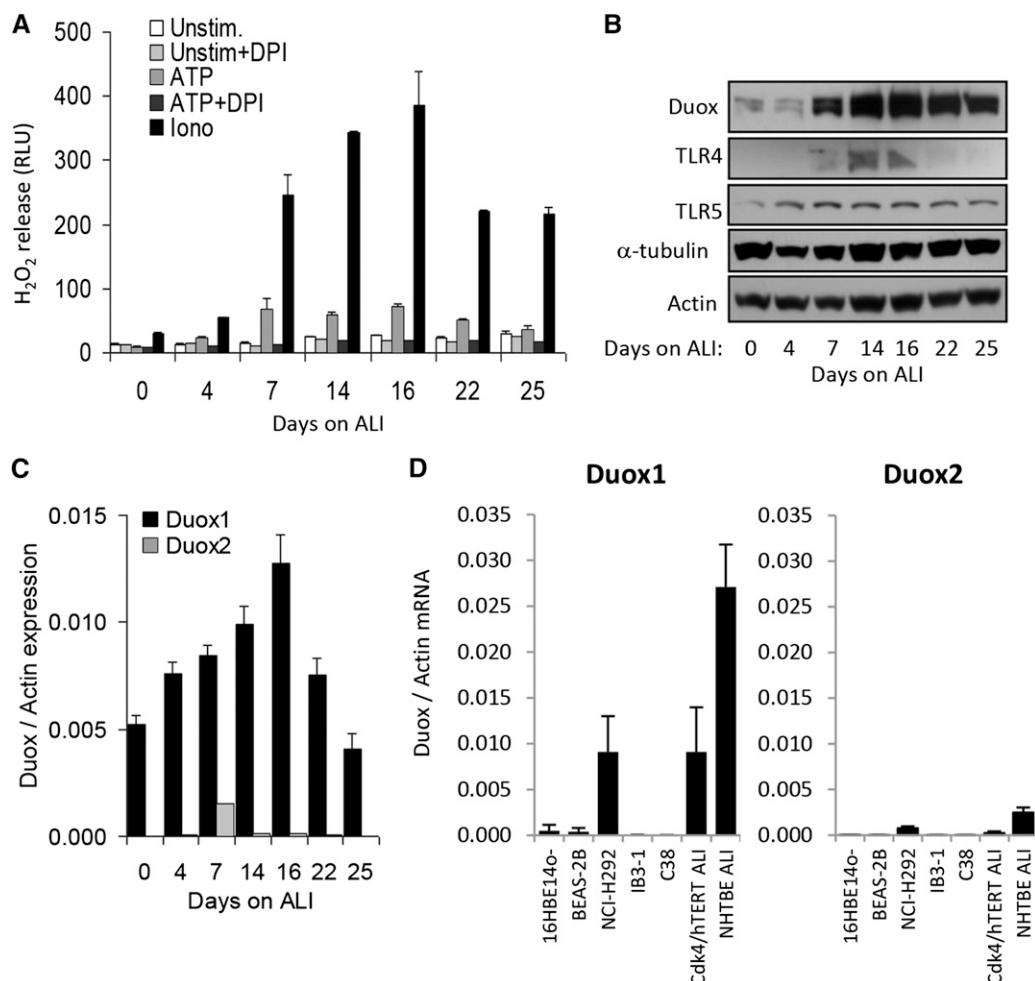 A
H2O2 release (RLU)
500
400
300
200
100
0
Unstim.
Unstim+DPI
ATP
ATP+DPI
Iono
0 4 7 14 16 22 25
Days on ALI
B
Duox
TLR4
TLR5
α-tubulin
Actin
Days on ALI: 0 4 7 14 16 22 25
Days on ALI
C
Duox / Actin expression
0.015
0.010
0.005
0.000
Duox1
Duox2
0 4 7 14 16 22 25
Days on ALI
D
Duox1
Duox / Actin mRNA
0.035
0.030
0.025
0.020
0.015
0.010
0.005
0.000
16HBE14o-
BEAS-2B
NCI-H292
IB3-1
C38
Cdk4/hTERT ALI
NHTBE ALI
Duox2
0.035
0.030
0.025
0.020
0.015
0.010
0.005
0.000
16HBE14o-
BEAS-2B
NCI-H292
IB3-1
C38
Cdk4/hTERT ALI
NHTBE ALI